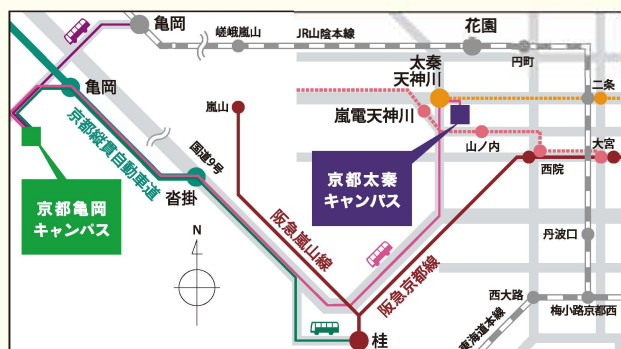 亀岡
嵯峨嵐山
JR山陰本線
花園
円町
太秦
天神川
二条
亀岡
嵐山
嵐電天神川
山ノ内
大宮
京都縦貫自動車道
国道9号
京都太秦
キャンパス
西院
沓掛
京都亀岡
キャンパス
阪急嵐山線
丹波口
N
阪急京都線
西大路
梅小路京都西
東海道本線
桂